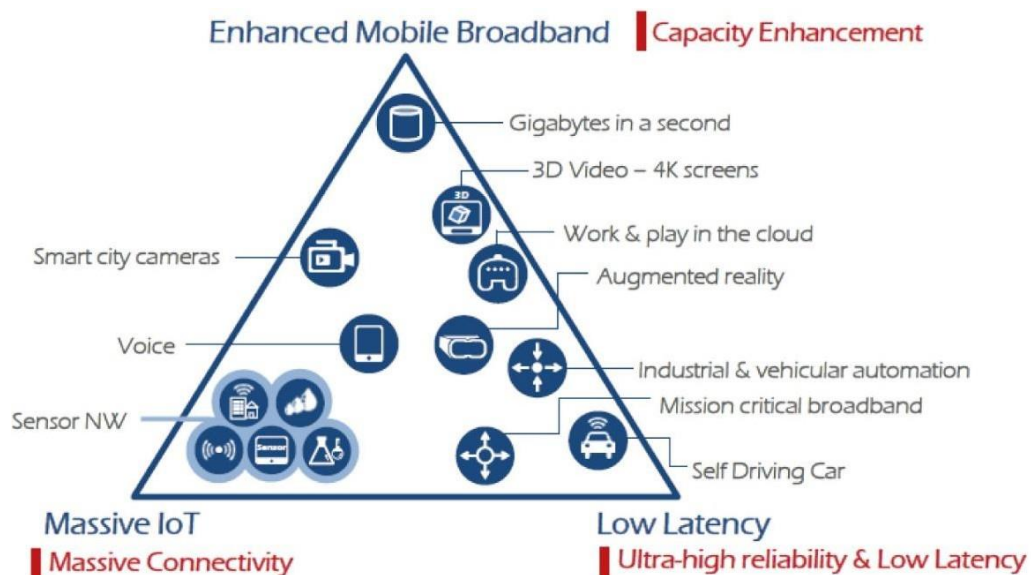 Enhanced Mobile Broadband
Capacity Enhancement
Gigabytes in a second
3D Video – 4K screens
3D
Work & play in the cloud
Smart city cameras
Augmented reality
Voice
Industrial & vehicular automation
Mission critical broadband
Sensor NW
Sensor
Self Driving Car
Massive IoT
Low Latency
Massive Connectivity
Ultra-high reliability & Low Latency